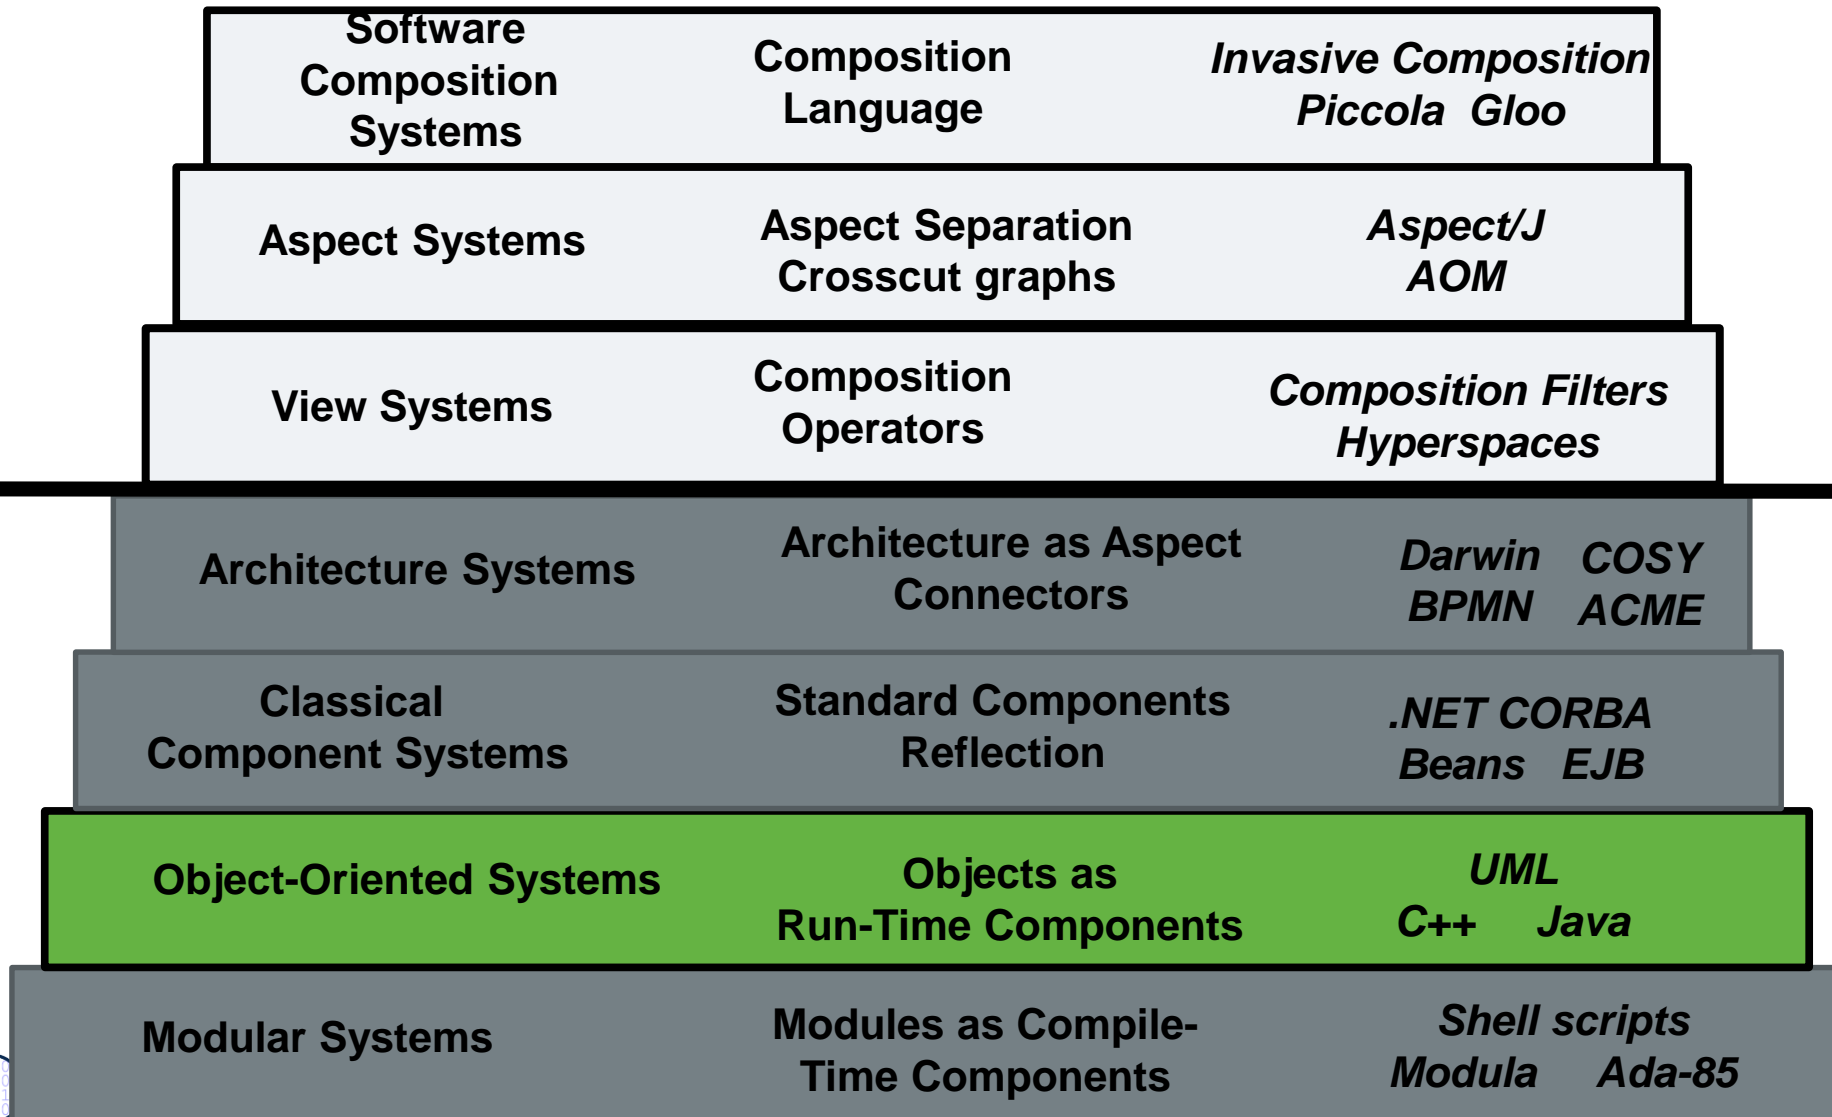 Software
Composition
Systems
Composition
Language
Invasive Composition
Piccola Gloo
Aspect Systems
Aspect Separation
Crosscut graphs
Aspect/J
AOM
View Systems
Composition
Operators
Composition Filters
Hyperspaces
Architecture Systems
Architecture as Aspect
Connectors
Darwin COSY
BPMN ACME
Classical
Component Systems
Standard Components
Reflection
.NET CORBA
Beans EJB
Object-Oriented Systems
Objects as
Run-Time Components
UML
C++ Java
Modular Systems
Modules as Compile-
Time Components
Shell scripts
Modula Ada-85